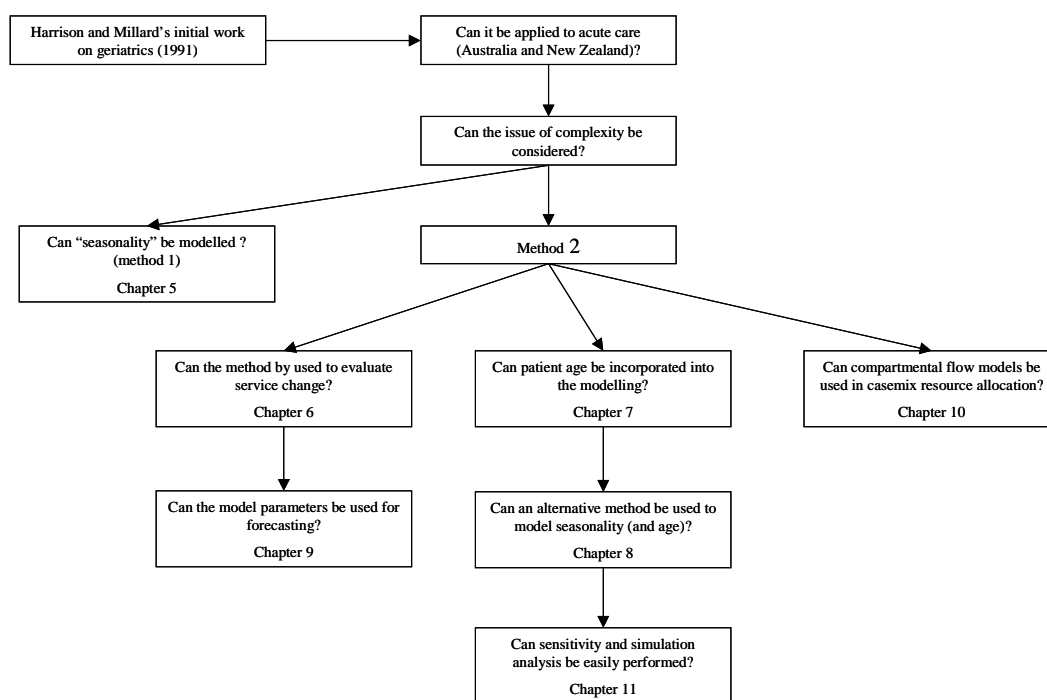 Harrison and Millard's initial work
on geriatrics (1991)
Can it be applied to acute care
(Australia and New Zealand)?
Can the issue of complexity be
considered?
Can “seasonality” be modelled ?
(method 1)
Chapter 5
Method 2
Can the method by used to evaluate
service change?
Chapter 6
Can patient age be incorporated into
the modelling?
Chapter 7
Can compartmental flow models be
used in casemix resource allocation?
Chapter 10
Can the model parameters be used for
forecasting?
Chapter 9
Can an alternative method be used to
model seasonality (and age)?
Chapter 8
Can sensitivity and simulation
analysis be easily performed?
Chapter 11